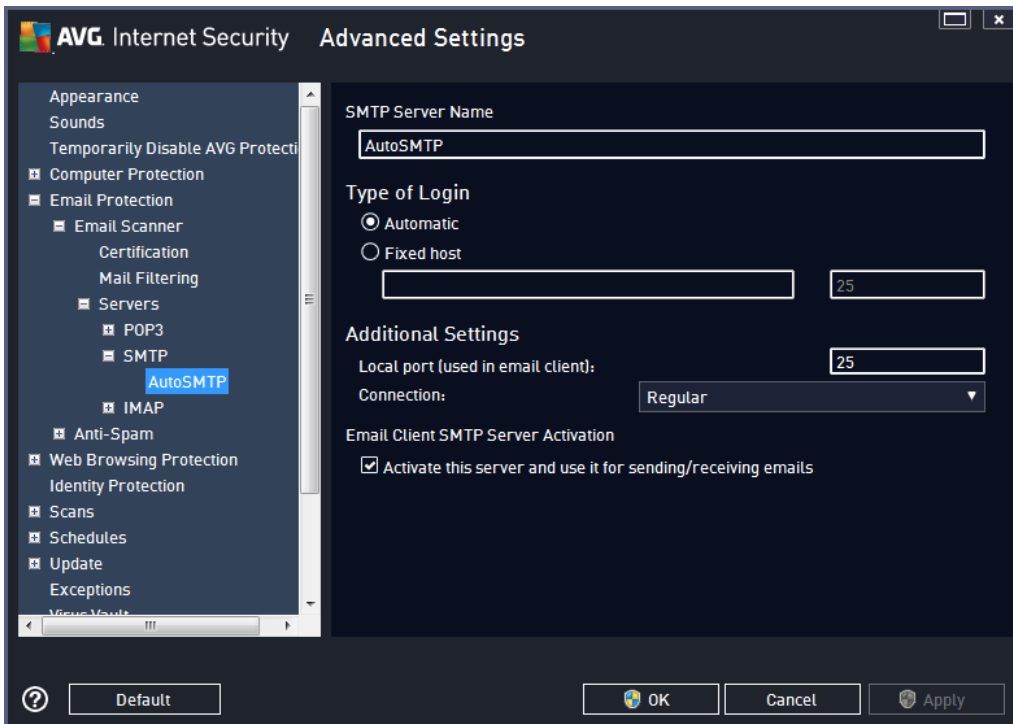 AVG. Internet Security Advanced Settings
Appearance
Sounds
Temporarily Disable AVG Protecti
Computer Protection
Email Protection
Email Scanner
Certification
Mail Filtering
Servers
POP3
SMTP
AutoSMTP
IMAP
Anti-Spam
Web Browsing Protection
Identity Protection
Scans
Schedules
Update
Exceptions
Virus Vault
SMTP Server Name
AutoSMTP
Type of Login
Automatic
Fixed host
25
Additional Settings
Local port (used in email client): 25
Connection: Regular
Email Client SMTP Server Activation
Activate this server and use it for sending/receiving emails
? Default OK Cancel Apply